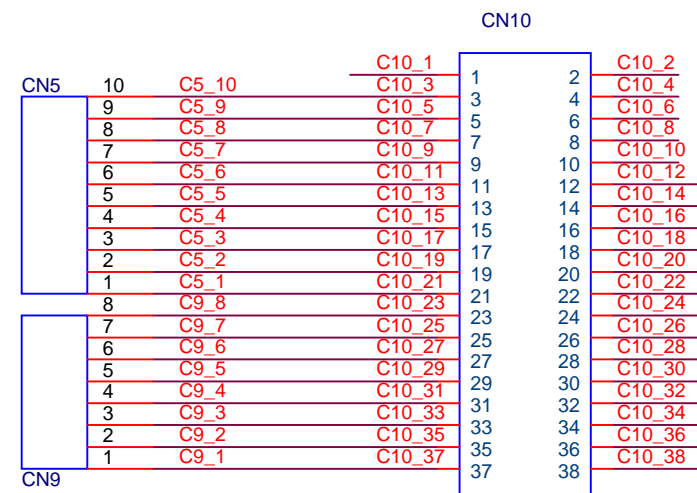 CN10
C10_1 C10_2
1 2
CN5 10 C5_10 C10_3 C10_4
3 4
9 C5_9 C10_5 C10_6
5 6
8 C5_8 C10_7 C10_8
7 8
7 C5_7 C10_9 C10_10
9 10
6 C5_6 C10_11 C10_12
11 12
5 C5_5 C10_13 C10_14
13 14
4 C5_4 C10_15 C10_16
15 16
3 C5_3 C10_17 C10_18
17 18
2 C5_2 C10_19 C10_20
19 20
1 C5_1 C10_21 C10_22
21 22
8 C9_8 C10_23 C10_24
23 24
7 C9_7 C10_25 C10_26
25 26
6 C9_6 C10_27 C10_28
27 28
5 C9_5 C10_29 C10_30
29 30
4 C9_4 C10_31 C10_32
31 32
3 C9_3 C10_33 C10_34
33 34
2 C9_2 C10_35 C10_36
35 36
1 C9_1 C10_37 C10_38
37 38
CN9